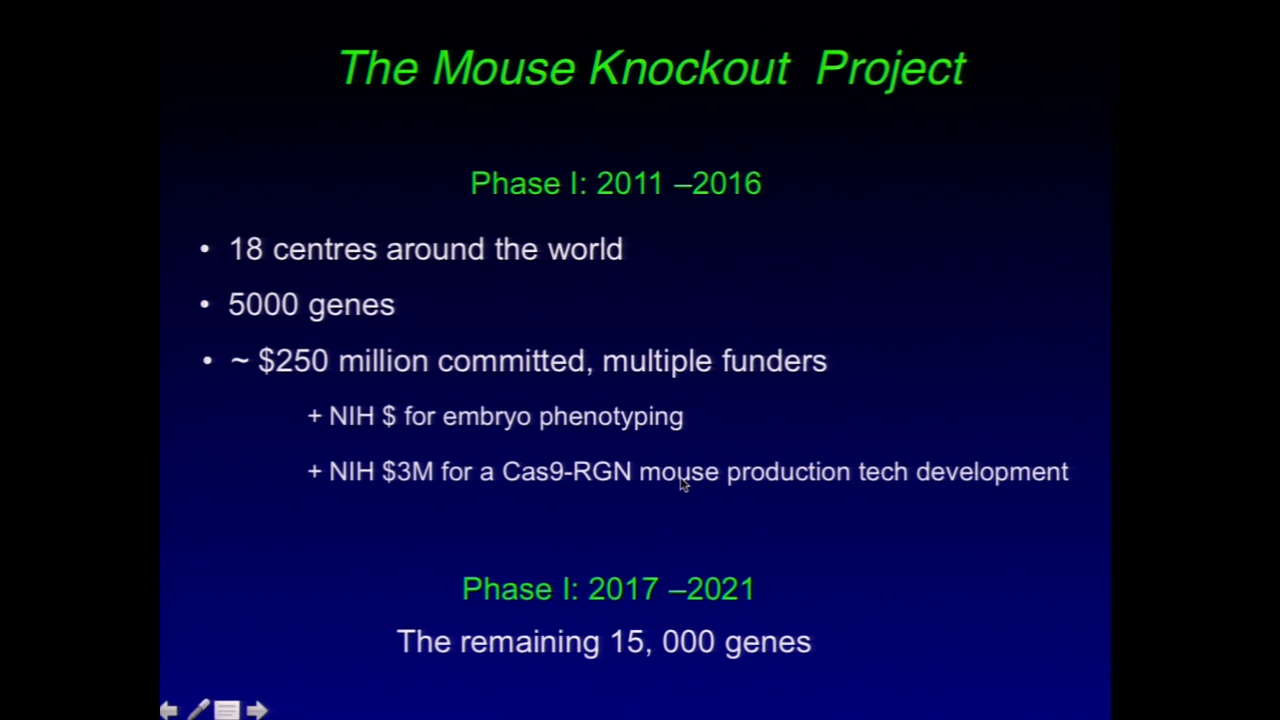 The Mouse Knockout Project
Phase I: 2011 –2016
• 18 centres around the world
• 5000 genes
• ~ $250 million committed, multiple funders
+ NIH $ for embryo phenotyping
+ NIH $3M for a Cas9-RGN mouse production tech development
Phase I: 2017 –2021
The remaining 15, 000 genes